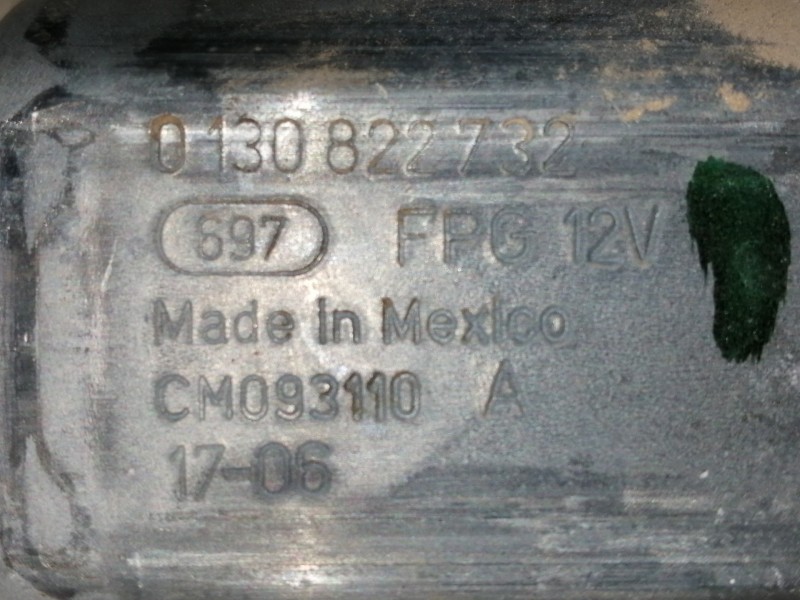 0 130 822 732
697 FPG 12V
Made in Mexico
CM093110 A
17-06